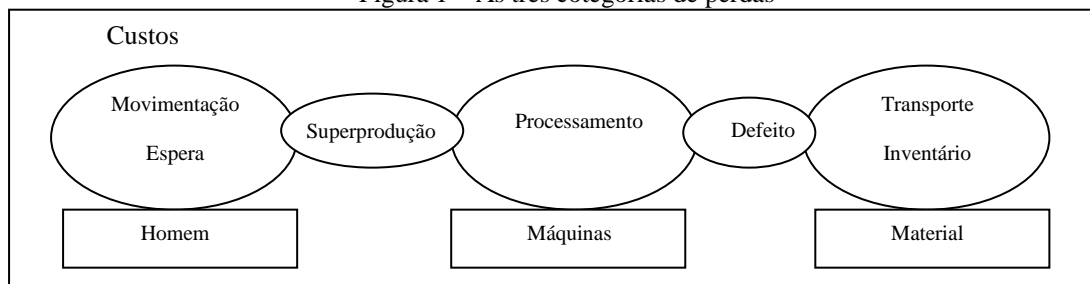 Custos
Movimentação
Espera
Superprodução
Processamento
Defeito
Transporte
Inventário
Homem
Máquinas
Material